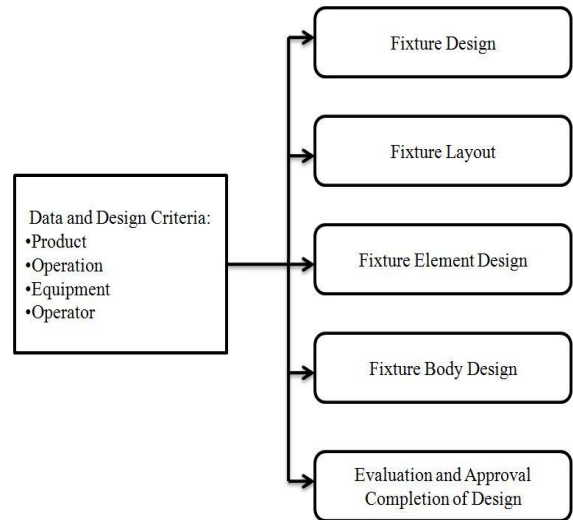 Data and Design Criteria:
•Product
•Operation
•Equipment
•Operator
Fixture Design
Fixture Layout
Fixture Element Design
Fixture Body Design
Evaluation and Approval
Completion of Design